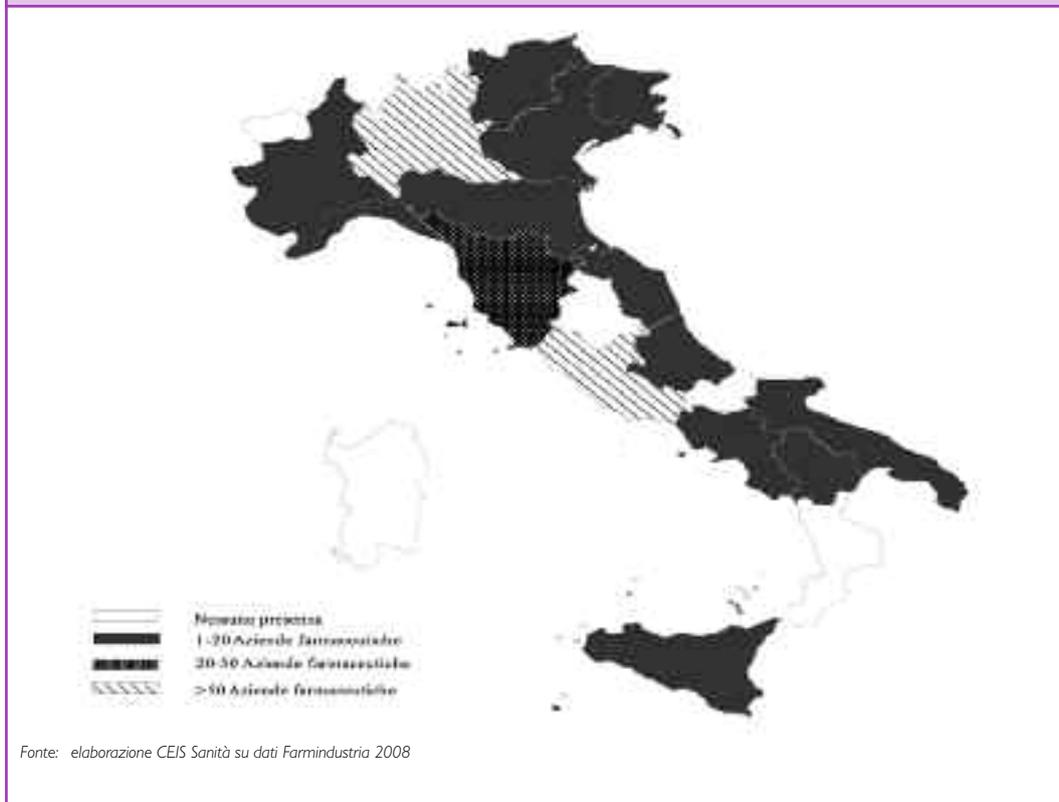 Nessuna presenza
1-20 Aziende farmaceutiche
20-50 Aziende farmaceutiche
>50 Aziende farmaceutiche
Fonte: elaborazione CEIS Sanità su dati Farmindustria 2008